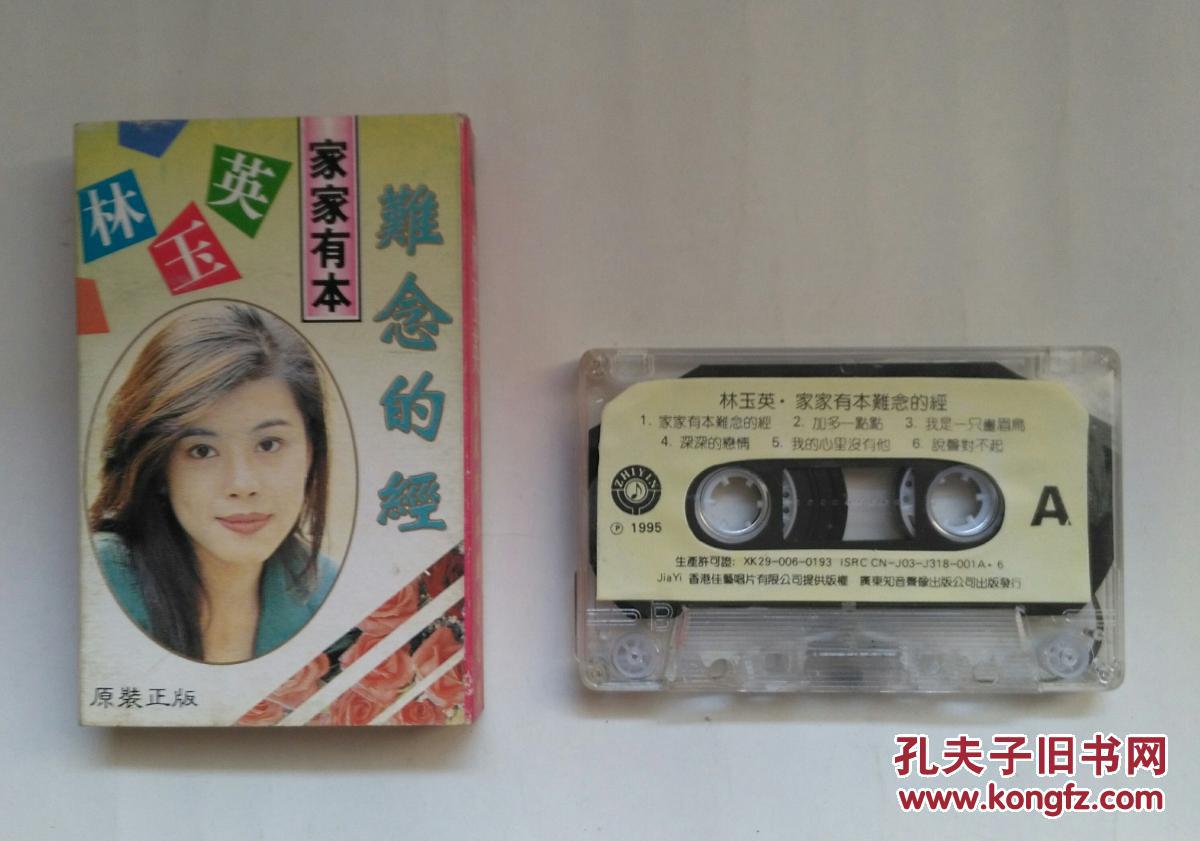 林玉英
家家有本
難念的經
原裝正版
林玉英·家家有本難念的經
1. 家家有本難念的經 2. 加多一點點 3. 我是一只畫眉鳥
4. 深深的戀情 5. 我的心里沒有他 6. 說聲對不起
ZHIYIN
℗ 1995
A
生產許可證: XK29-006-0193 ISRC CN-J03-J318-001A·6
JiaYi 香港佳藝唱片有限公司提供版權 廣東知音聲像出版公司出版發行
B
孔夫子旧书网
www.kongfz.com